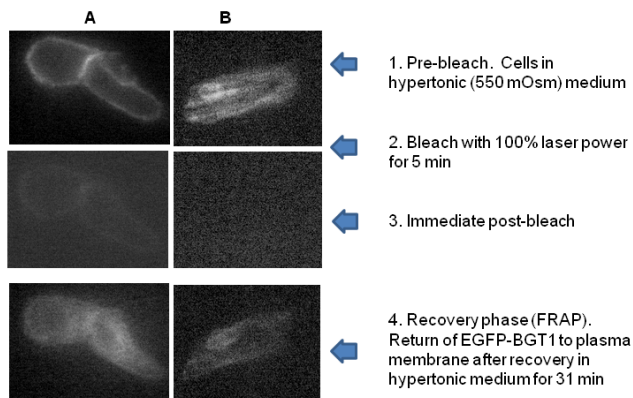 A B
1. Pre-bleach. Cells in
hypertonic (550 mOsm) medium
2. Bleach with 100% laser power
for 5 min
3. Immediate post-bleach
4. Recovery phase (FRAP).
Return of EGFP-BGT1 to plasma
membrane after recovery in
hypertonic medium for 31 min